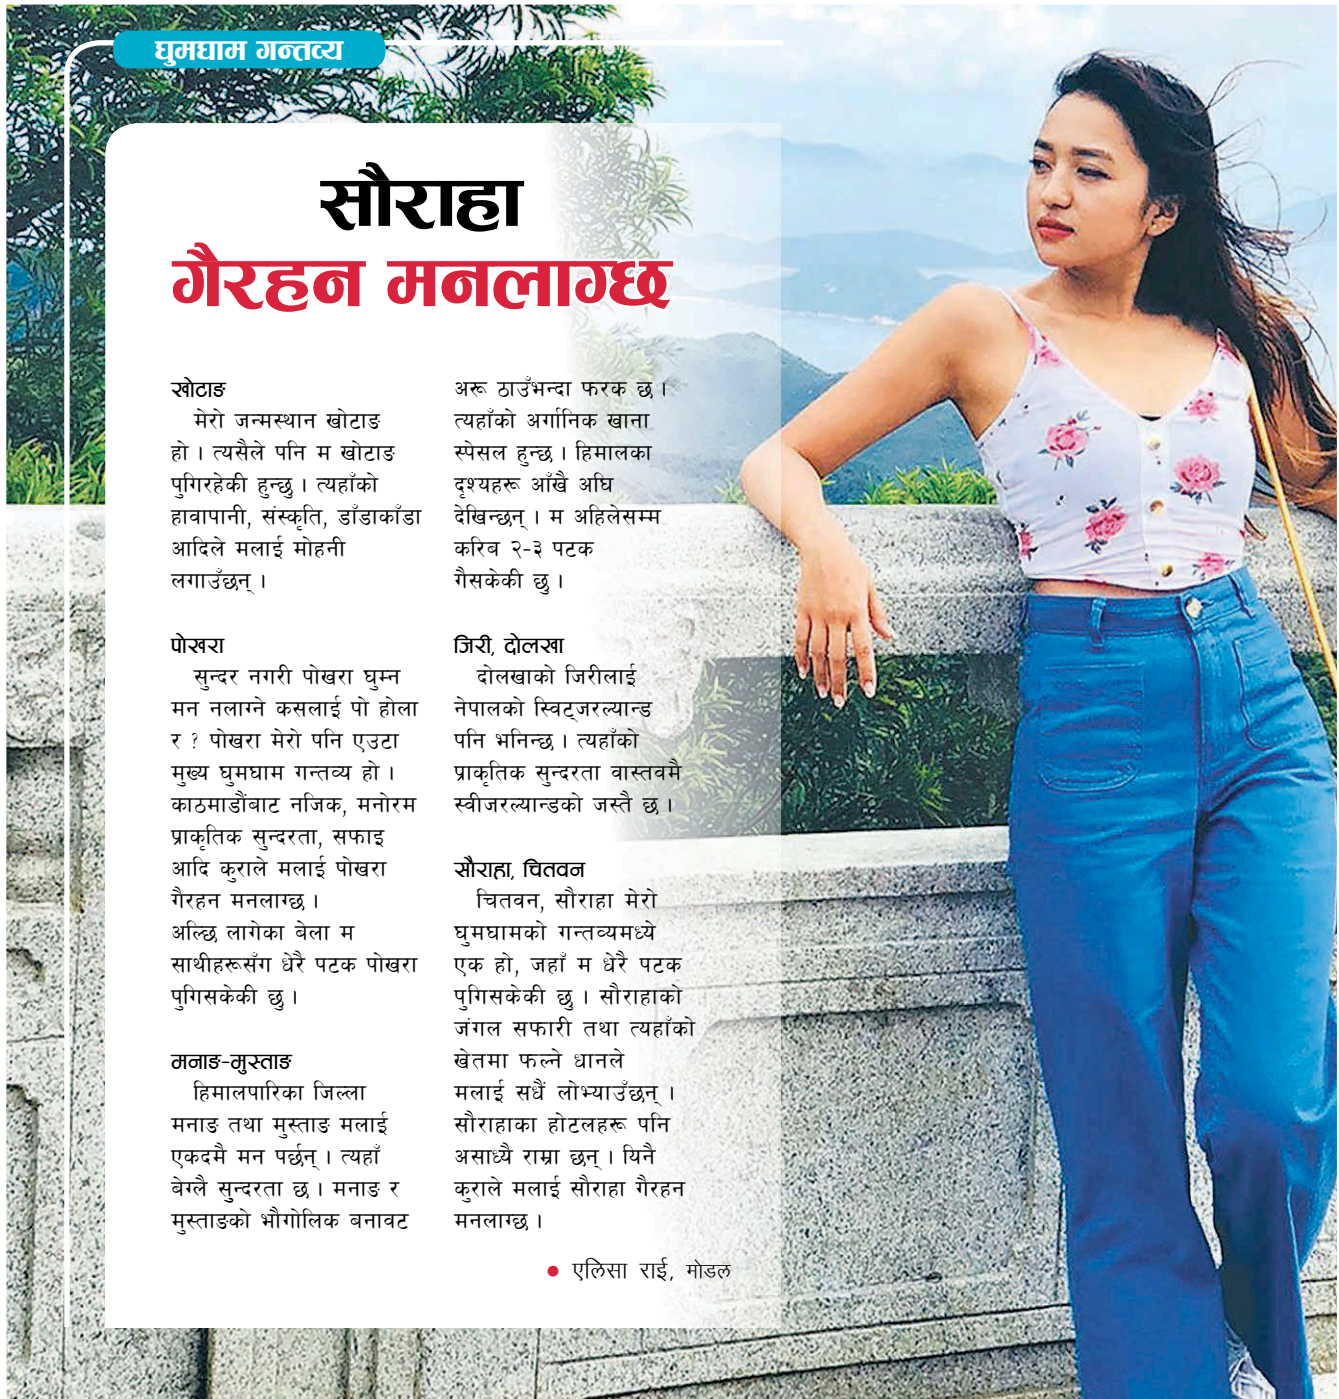 घुमघाम गन्तव्य
सौराहा
गैरहन मनलाग्छ
खोटाङ
मेरो जन्मस्थान खोटाङ
हो । त्यसैले पनि म खोटाङ
पुगिरहेकी हुन्छु । त्यहाँको
हावापानी, संस्कृति, डाँडाकाँडा
आदिले मलाई मोहनी
लगाउँछन् ।
पोखरा
सुन्दर नगरी पोखरा घुम्न
मन नलाग्ने कसलाई पो होला
र ? पोखरा मेरो पनि एउटा
मुख्य घुमघाम गन्तव्य हो ।
काठमाडौंबाट नजिक, मनोरम
प्राकृतिक सुन्दरता, सफाइ
आदि कुराले मलाई पोखरा
गैरहन मनलाग्छ ।
अल्छि लागेका बेला म
साथीहरूसँग धेरै पटक पोखरा
पुगिसकेकी छु ।
मनाङ-मुस्ताङ
हिमालपारिका जिल्ला
मनाङ तथा मुस्ताङ मलाई
एकदमै मन पर्छन् । त्यहाँ
बेग्लै सुन्दरता छ । मनाङ र
मुस्ताङको भौगोलिक बनावट
अरू ठाउँभन्दा फरक छ ।
त्यहाँको अर्गानिक खाना
स्पेसल हुन्छ । हिमालका
दृश्यहरू आँखै अघि
देखिन्छन् । म अहिलेसम्म
करिब २-३ पटक
गैसकेकी छु ।
जिरी, दोलखा
दोलखाको जिरीलाई
नेपालको स्विट्जरल्यान्ड
पनि भनिन्छ । त्यहाँको
प्राकृतिक सुन्दरता वास्तवमै
स्वीजरल्यान्डको जस्तै छ ।
सौराहा, चितवन
चितवन, सौराहा मेरो
घुमघामको गन्तव्यमध्ये
एक हो, जहाँ म धेरै पटक
पुगिसकेकी छु । सौराहाको
जंगल सफारी तथा त्यहाँको
खेतमा फल्ने धानले
मलाई सधैं लोभ्याउँछन् ।
सौराहाका होटलहरू पनि
असाध्यै राम्रा छन् । यिनै
कुराले मलाई सौराहा गैरहन
मनलाग्छ ।
● एलिसा राई, मोडल